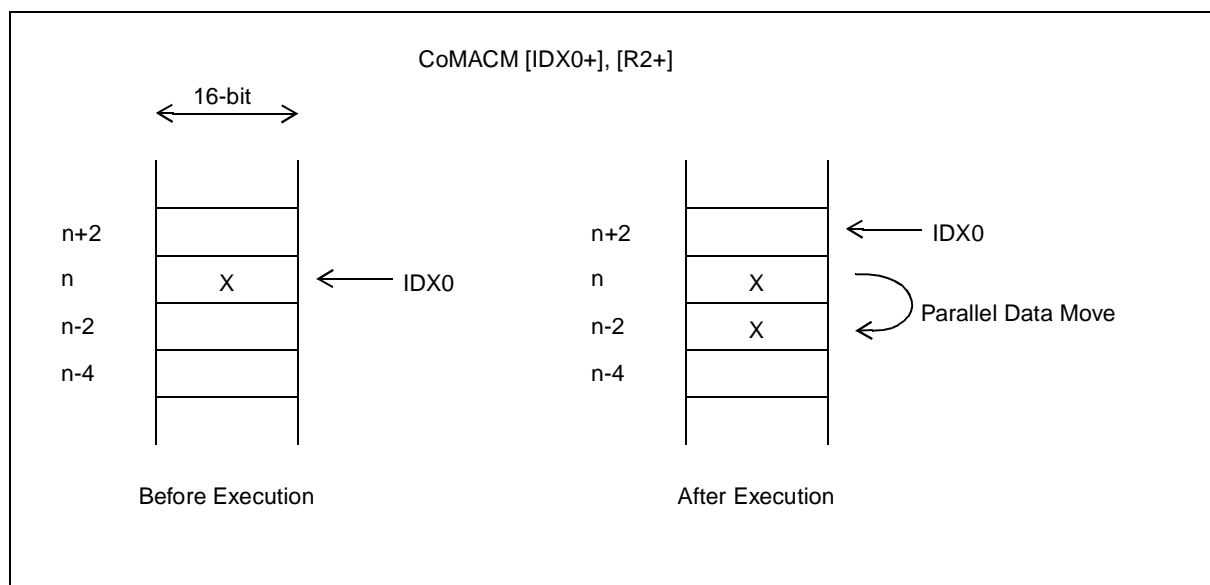 CoMACM [IDX0+], [R2+]
16-bit
n+2
IDX0
n
X
n-2
n-4
Before Execution
n+2
IDX0
n
X
n-2
X
Parallel Data Move
n-4
After Execution